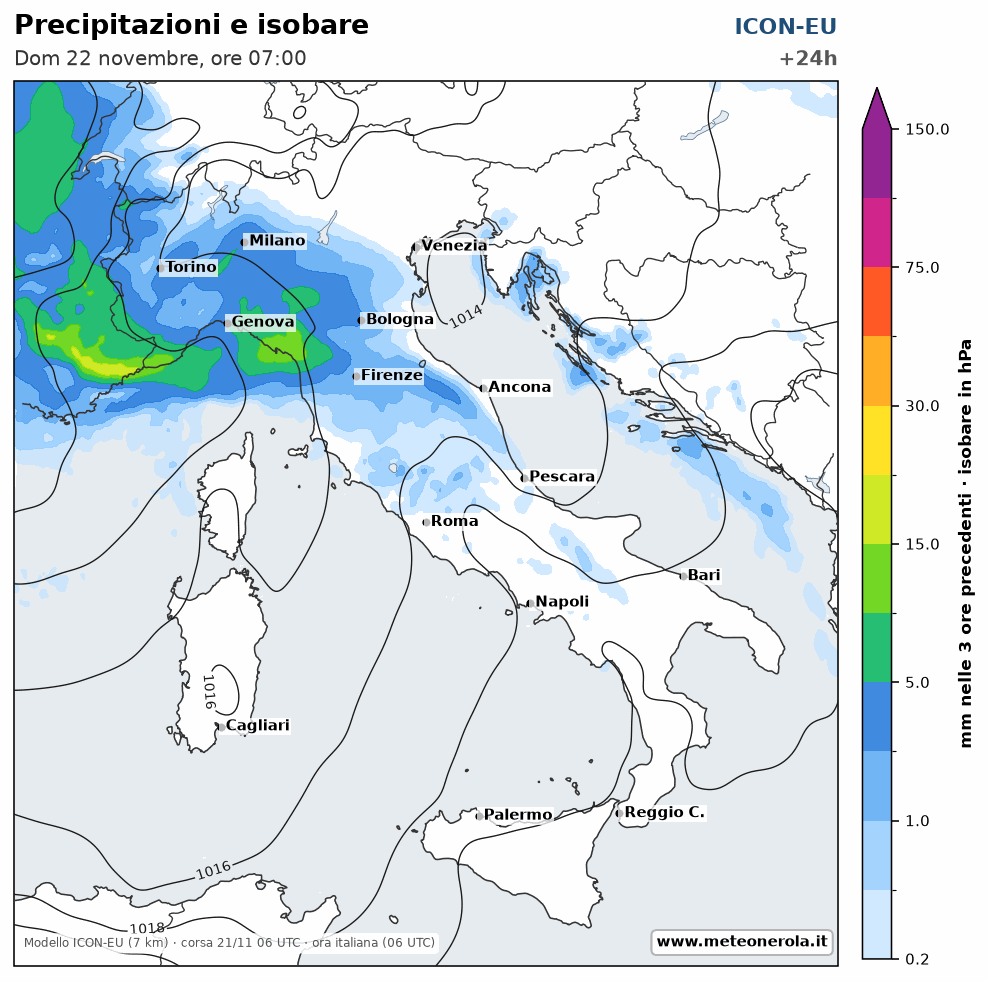 Precipitazioni e isobare
ICON-EU
Dom 22 novembre, ore 07:00
+24h
150.0
75.0
30.0
15.0
5.0
1.0
0.2
mm nelle 3 ore precedenti · isobare in hPa
Milano
Venezia
Torino
Genova
Bologna
1014
Firenze
Ancona
Pescara
Roma
Bari
Napoli
1016
Cagliari
Palermo
Reggio C.
1016
1018
Modello ICON-EU (7 km) · corsa 21/11 06 UTC · ora italiana (06 UTC)
www.meteonerola.it